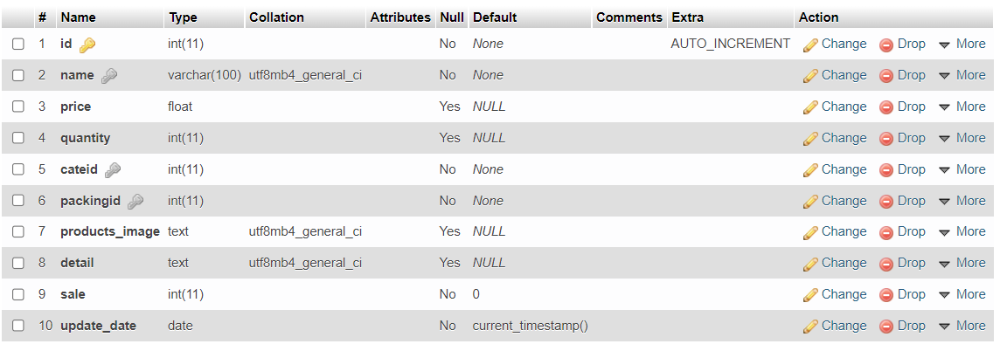 # Name Type Collation Attributes Null Default Comments Extra Action
1 id int(11) No None AUTO_INCREMENT Change Drop More
2 name varchar(100) utf8mb4_general_ci No None Change Drop More
3 price float Yes NULL Change Drop More
4 quantity int(11) Yes NULL Change Drop More
5 cateid int(11) No None Change Drop More
6 packingid int(11) No None Change Drop More
7 products_image text utf8mb4_general_ci Yes NULL Change Drop More
8 detail text utf8mb4_general_ci Yes NULL Change Drop More
9 sale int(11) No 0 Change Drop More
10 update_date date No current_timestamp() Change Drop More